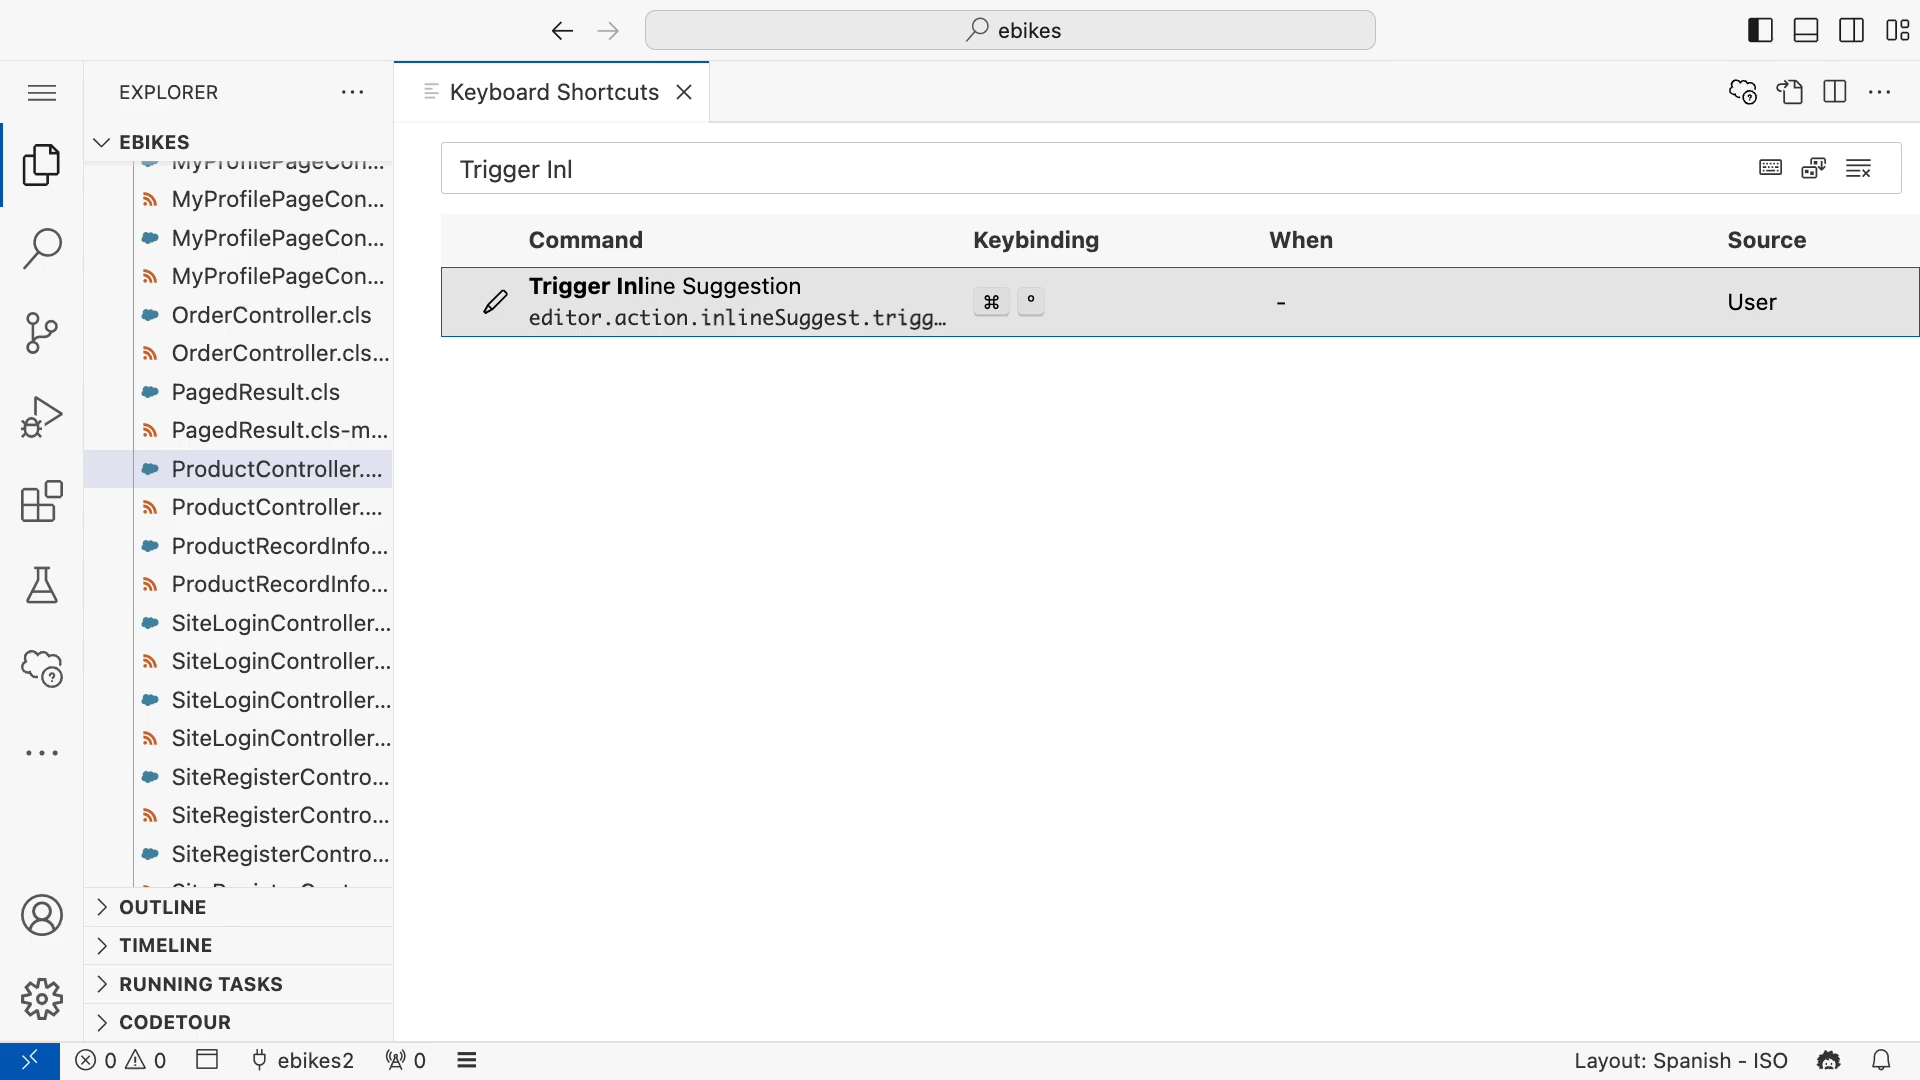 ebikes
EXPLORER
Keyboard Shortcuts
EBIKES
MyProfilePageCon...
MyProfilePageCon...
MyProfilePageCon...
MyProfilePageCon...
OrderController.cls
OrderController.cls...
PagedResult.cls
PagedResult.cls-m...
ProductController....
ProductController....
ProductRecordInfo...
ProductRecordInfo...
SiteLoginController...
SiteLoginController...
SiteLoginController...
SiteLoginController...
SiteRegisterContro...
SiteRegisterContro...
SiteRegisterContro...
OUTLINE
TIMELINE
RUNNING TASKS
CODETOUR
Trigger Inl
Command Keybinding When Source
Trigger Inline Suggestion
editor.action.inlineSuggest.trigg...
⌘ º - User
0 0 ebikes2 0 Layout: Spanish - ISO